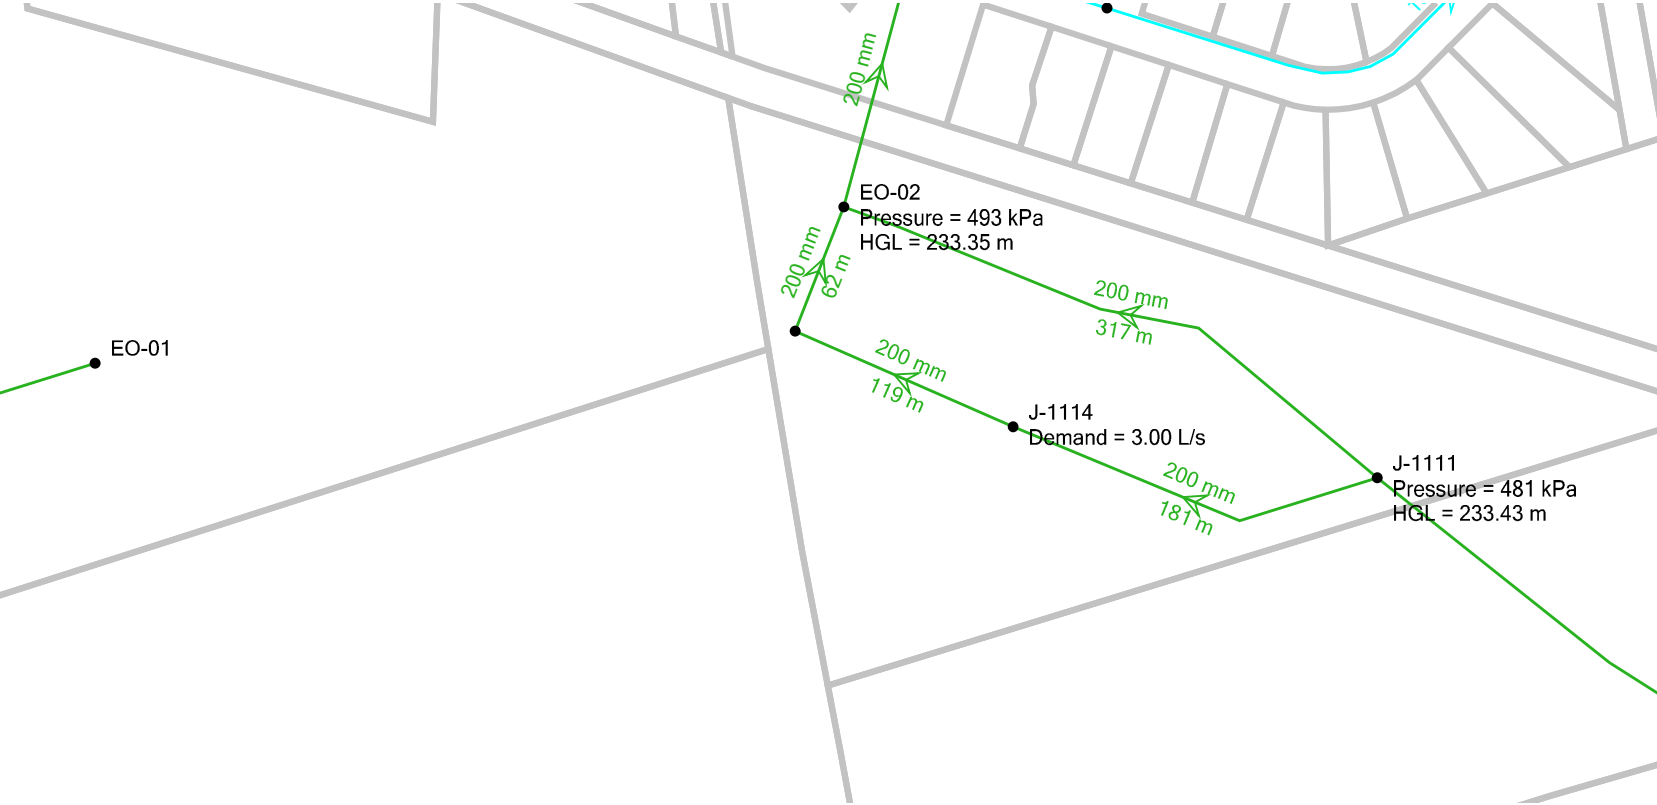 200 mm
EO-02
Pressure = 493 kPa
HGL = 233.35 m
200 mm
62 m
200 mm
317 m
EO-01
200 mm
119 m
J-1114
Demand = 3.00 L/s
200 mm
181 m
J-1111
Pressure = 481 kPa
HGL = 233.43 m